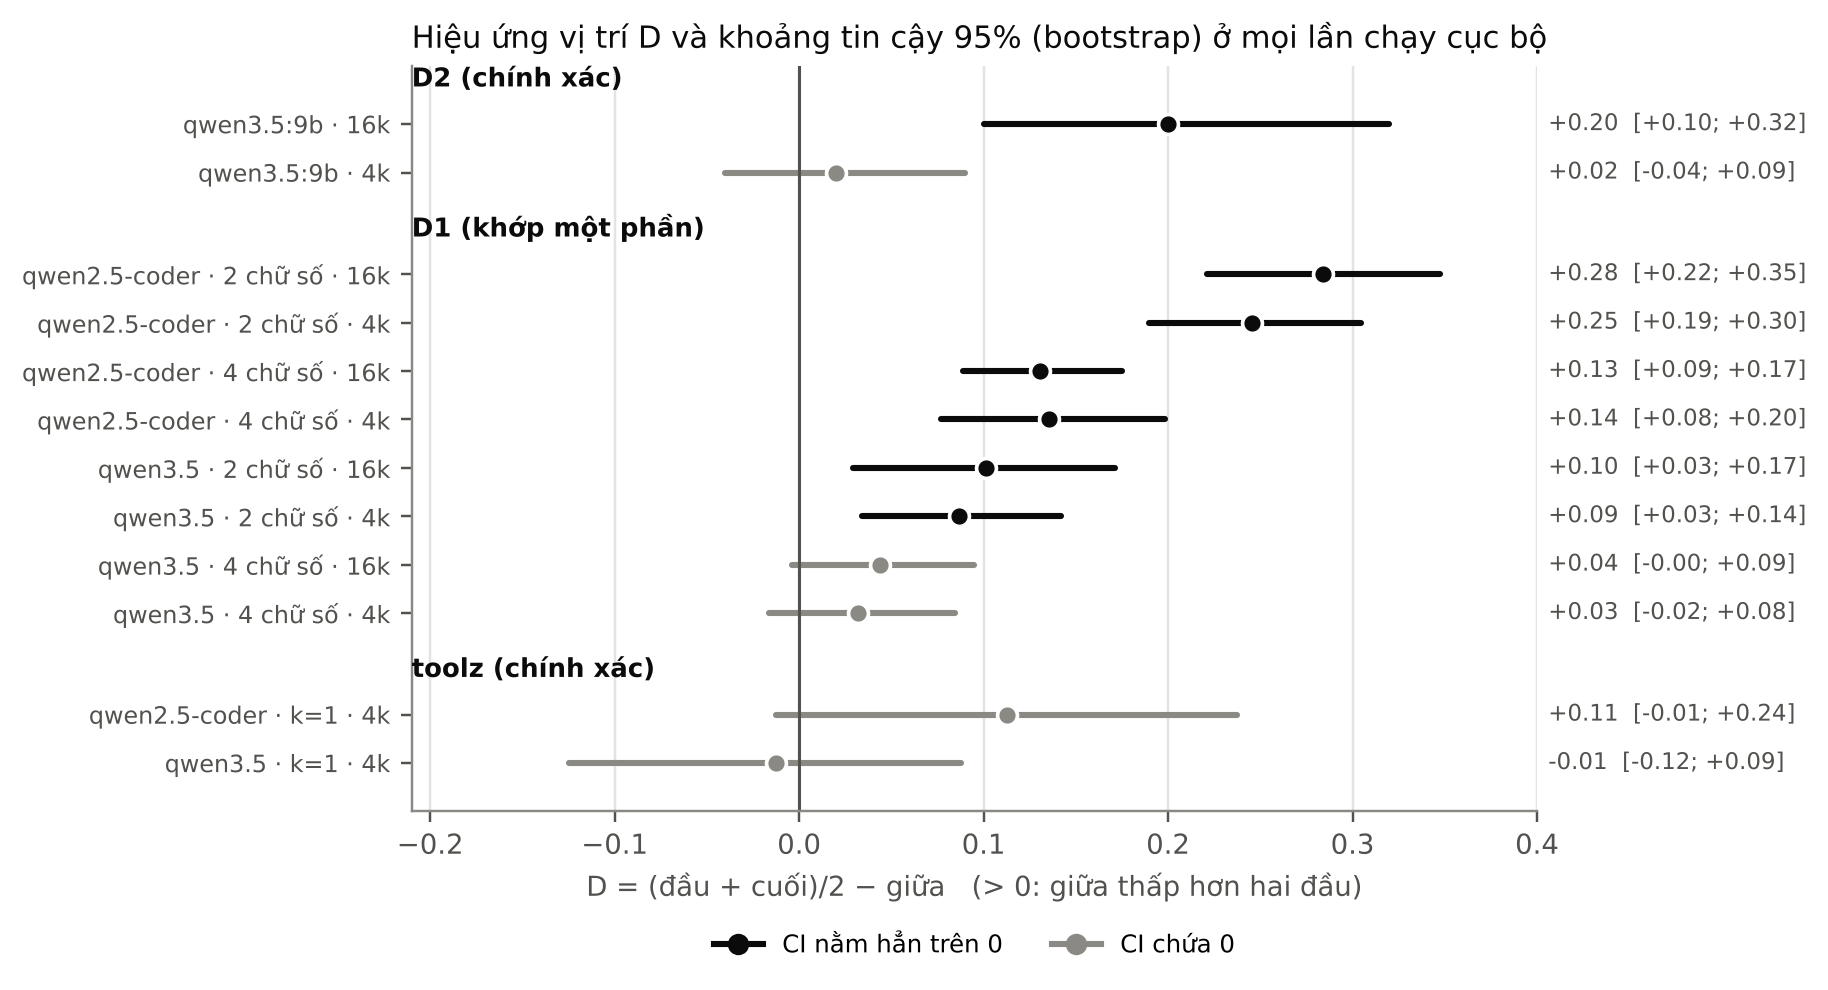 Hiệu ứng vị trí D và khoảng tin cậy 95% (bootstrap) ở mọi lần chạy cục bộ
D2 (chính xác)
qwen3.5:9b · 16k +0.20 [+0.10; +0.32]
qwen3.5:9b · 4k +0.02 [-0.04; +0.09]
D1 (khớp một phần)
qwen2.5-coder · 2 chữ số · 16k +0.28 [+0.22; +0.35]
qwen2.5-coder · 2 chữ số · 4k +0.25 [+0.19; +0.30]
qwen2.5-coder · 4 chữ số · 16k +0.13 [+0.09; +0.17]
qwen2.5-coder · 4 chữ số · 4k +0.14 [+0.08; +0.20]
qwen3.5 · 2 chữ số · 16k +0.10 [+0.03; +0.17]
qwen3.5 · 2 chữ số · 4k +0.09 [+0.03; +0.14]
qwen3.5 · 4 chữ số · 16k +0.04 [-0.00; +0.09]
qwen3.5 · 4 chữ số · 4k +0.03 [-0.02; +0.08]
toolz (chính xác)
qwen2.5-coder · k=1 · 4k +0.11 [-0.01; +0.24]
qwen3.5 · k=1 · 4k -0.01 [-0.12; +0.09]
−0.2 −0.1 0.0 0.1 0.2 0.3 0.4
D = (đầu + cuối)/2 − giữa (> 0: giữa thấp hơn hai đầu)
CI nằm hẳn trên 0 CI chứa 0